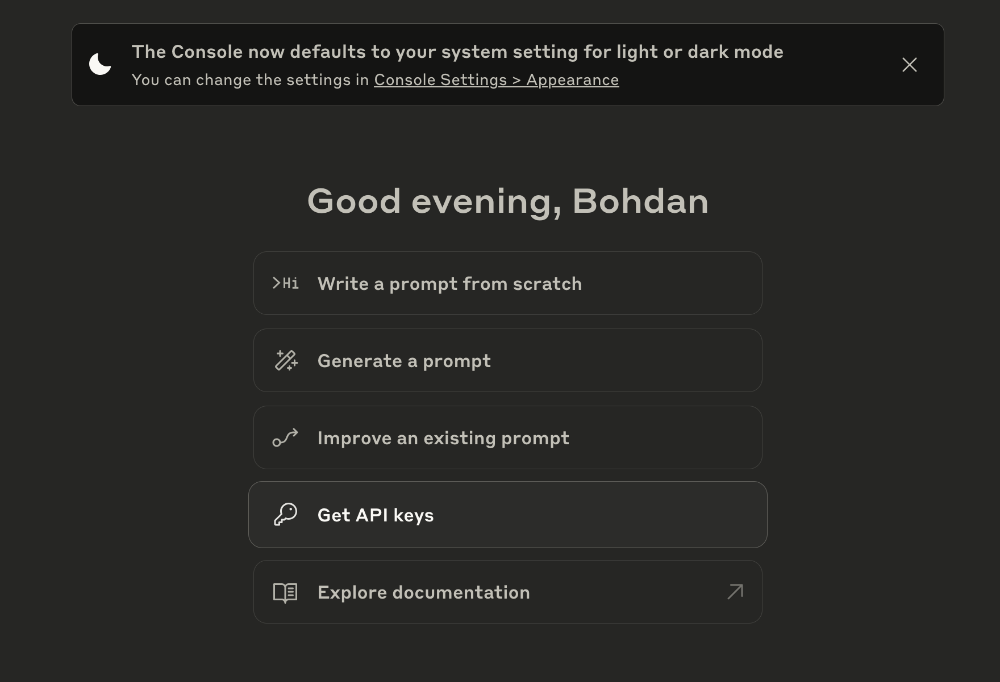 The Console now defaults to your system setting for light or dark mode
You can change the settings in Console Settings > Appearance
Good evening, Bohdan
>Hi Write a prompt from scratch
Generate a prompt
Improve an existing prompt
Get API keys
Explore documentation